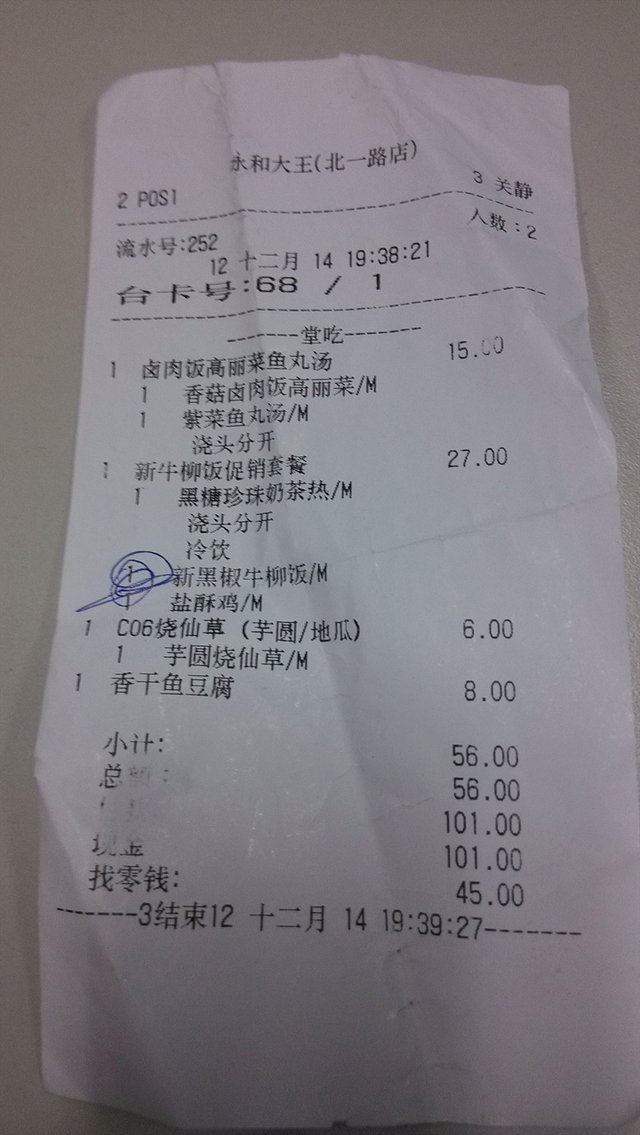 永和大王(北一路店)
2 POS1 3 关静
流水号:252 人数:2
12 十二月 14 19:38:21
台卡号:68 / 1
-------堂吃-------
1 卤肉饭高丽菜鱼丸汤 15.00
1 香菇卤肉饭高丽菜/M
1 紫菜鱼丸汤/M
浇头分开
1 新牛柳饭促销套餐 27.00
1 黑糖珍珠奶茶热/M
浇头分开
冷饮
1 新黑椒牛柳饭/M
1 盐酥鸡/M
1 C06烧仙草 (芋圆/地瓜) 6.00
1 芋圆烧仙草/M
1 香干鱼豆腐 8.00
小计: 56.00
总额: 56.00
101.00
现金 101.00
找零钱: 45.00
-------3结束12 十二月 14 19:39:27-------